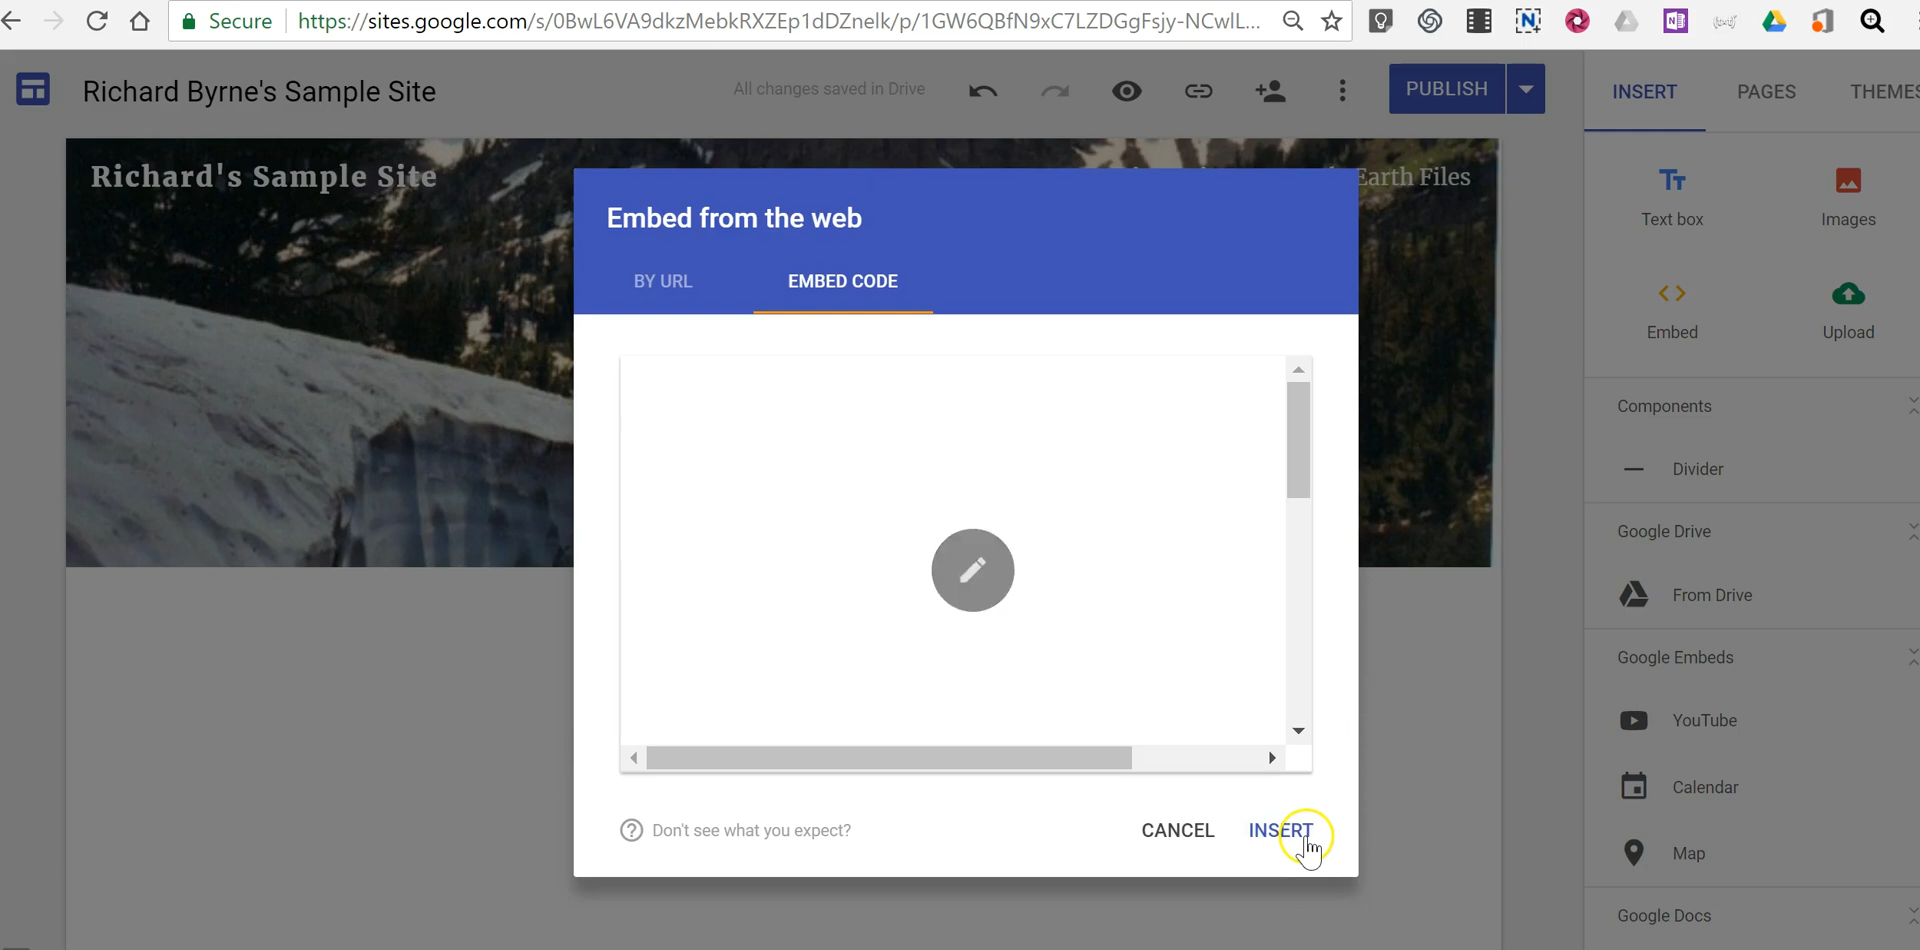 Secure https://sites.google.com/s/0BwL6VA9dkzMebkRXZEp1dDZnelk/p/1GW6QBfN9xC7LZDGgFsjy-NCwlL...
Richard Byrne's Sample Site
All changes saved in Drive
PUBLISH
INSERT PAGES THEMES
Richard's Sample Site
Earth Files
Embed from the web
BY URL EMBED CODE
Don't see what you expect?
CANCEL INSERT
Text box Images
Embed Upload
Components
Divider
Google Drive
From Drive
Google Embeds
YouTube
Calendar
Map
Google Docs